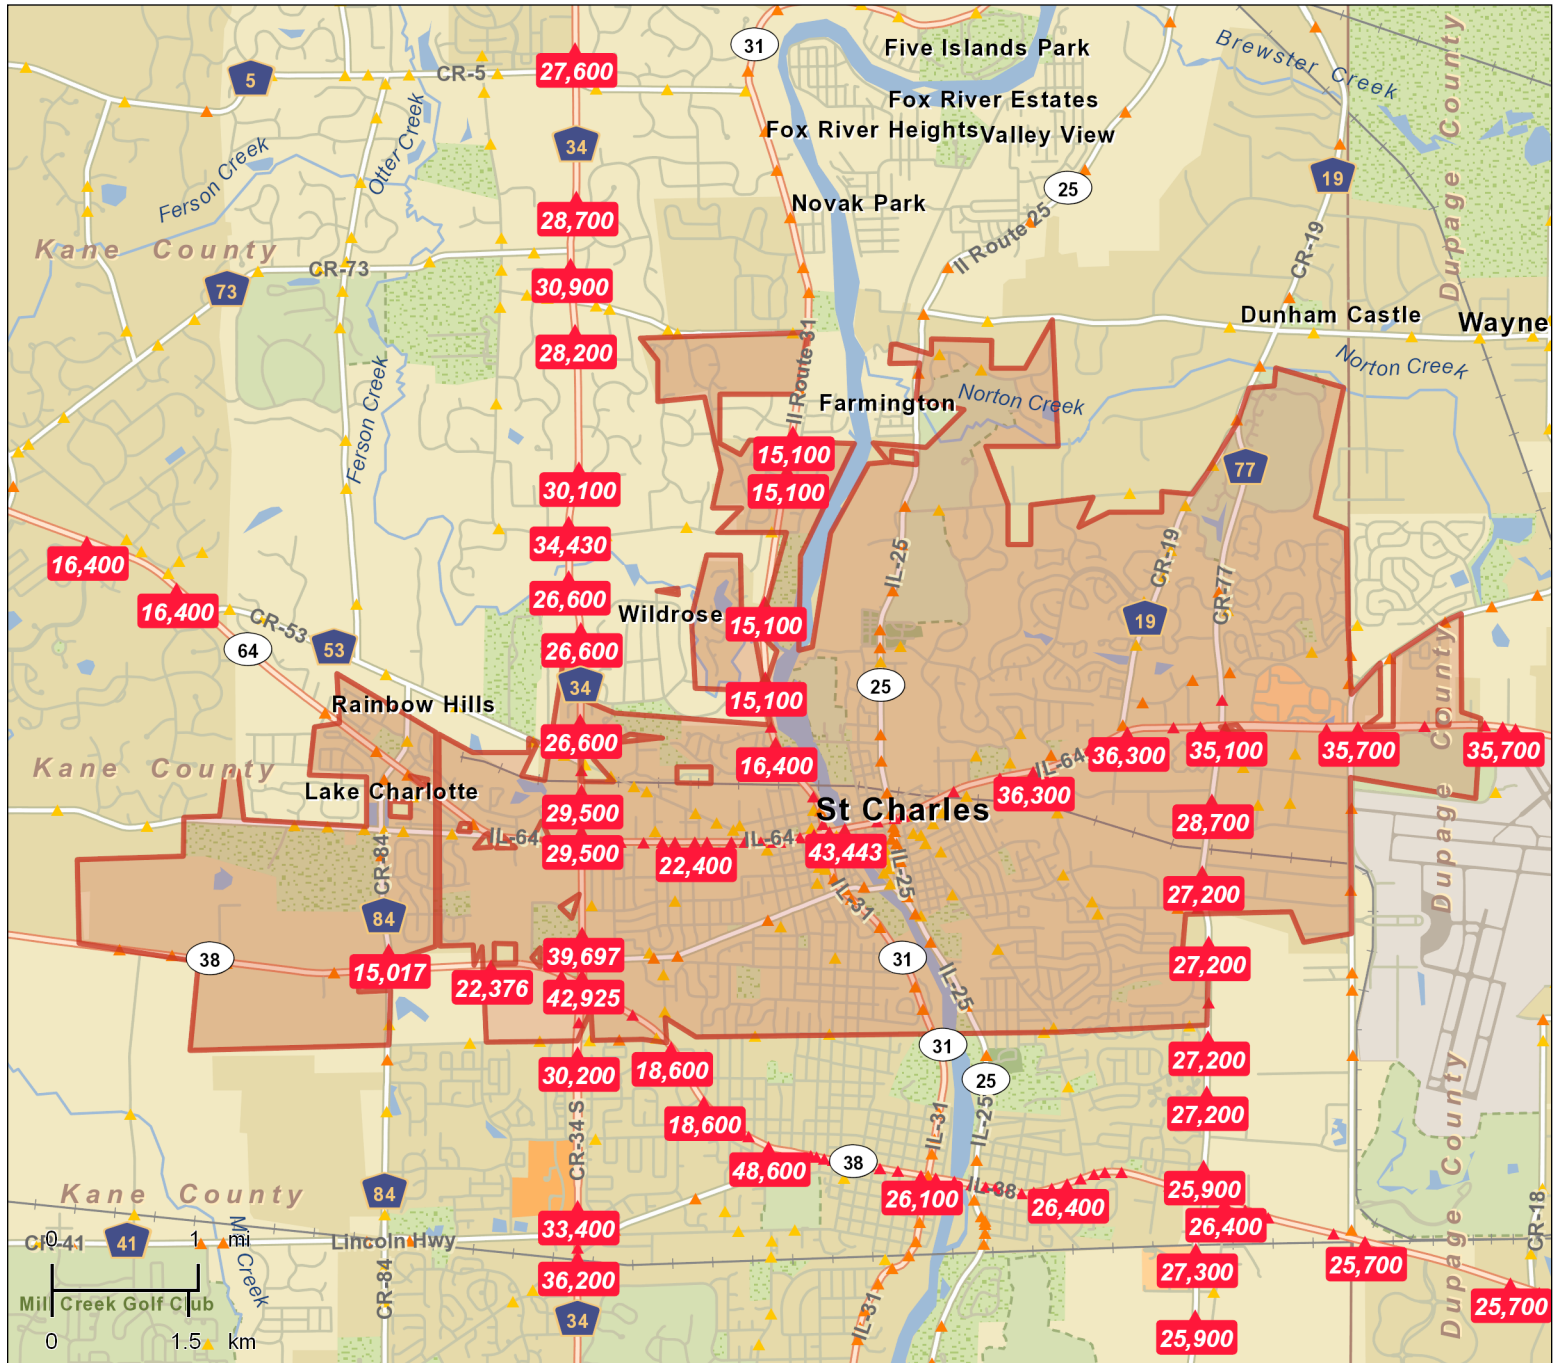 31
Five Islands Park
Brewster Creek
5
CR-5
27,600
Fox River Estates
Fox River Heights
Valley View
Dupage County
Otter Creek
Ferson Creek
34
19
25
Novak Park
28,700
Il Route 25
CR-19
Kane County
CR-73
73
30,900
Dunham Castle
Wayne
28,200
Il Route 31
Norton Creek
Farmington
Norton Creek
Ferson Creek
15,100
77
30,100
15,100
34,430
16,400
IL-25
CR-19
CR-77
26,600
16,400
Wildrose
15,100
CR-53
53
64
26,600
19
34
25
15,100
Rainbow Hills
Dupage County
26,600
16,400
IL-64
36,300
35,100
35,700
35,700
Kane County
Lake Charlotte
36,300
29,500
St Charles
28,700
IL-64
IL-64
29,500
22,400
43,443
CR-84
IL-25
27,200
IL-31
84
38
39,697
31
27,200
15,017
22,376
42,925
IL-25
31
27,200
30,200
18,600
25
27,200
18,600
CR-34 S
IL-31
IL-25
48,600
38
IL-38
25,900
Kane County
84
26,100
26,400
26,400
Dupage County
33,400
CR-18
CR-41
41
Lincoln Hwy
0 1 mi
Mill Creek
25,700
27,300
36,200
CR-84
Mill Creek Golf Club
IL-31
25,700
34
0 1.5 km
25,900